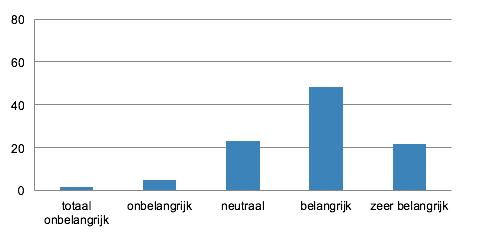 80
60
40
20
0
totaal onbelangrijk
onbelangrijk
neutraal
belangrijk
zeer belangrijk